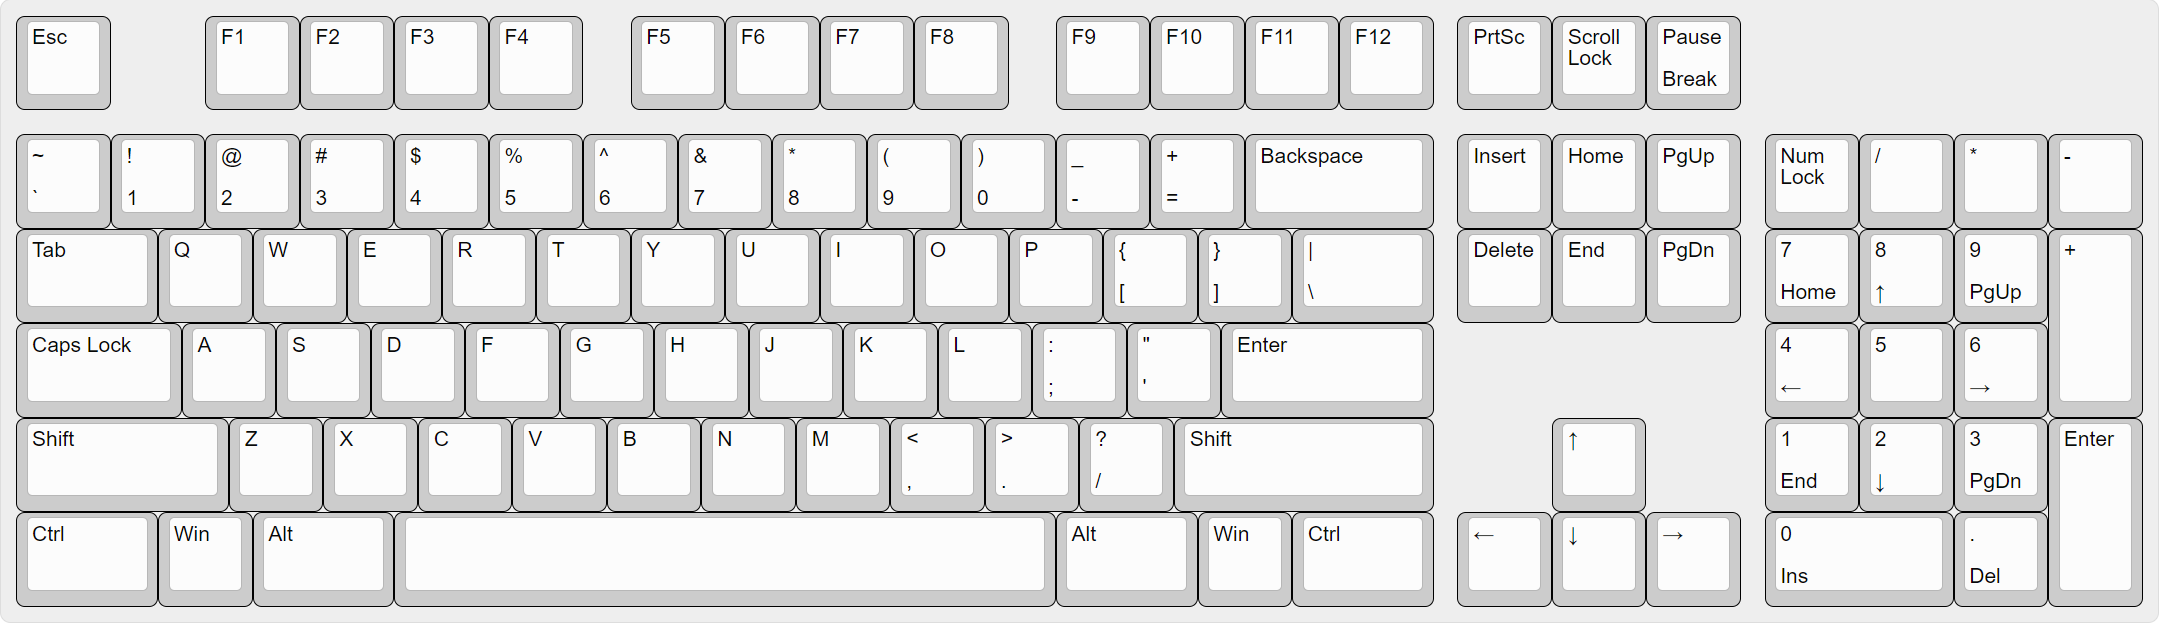 Esc F1 F2 F3 F4 F5 F6 F7 F8 F9 F10 F11 F12 PrtSc Scroll Pause
Lock
Break
~ ! @ # $ % ^ & * ( ) _ + Backspace Insert Home PgUp Num / * -
Lock
` 1 2 3 4 5 6 7 8 9 0 - =
Tab Q W E R T Y U I O P { } | Delete End PgDn 7 8 9 +
[ ] \ Home ↑ PgUp
Caps Lock A S D F G H J K L : " Enter 4 5 6
; ' ← →
Shift Z X C V B N M < > ? Shift ↑ 1 2 3 Enter
, . / End ↓ PgDn
Ctrl Win Alt Alt Win Ctrl ← ↓ → 0 .
Ins Del